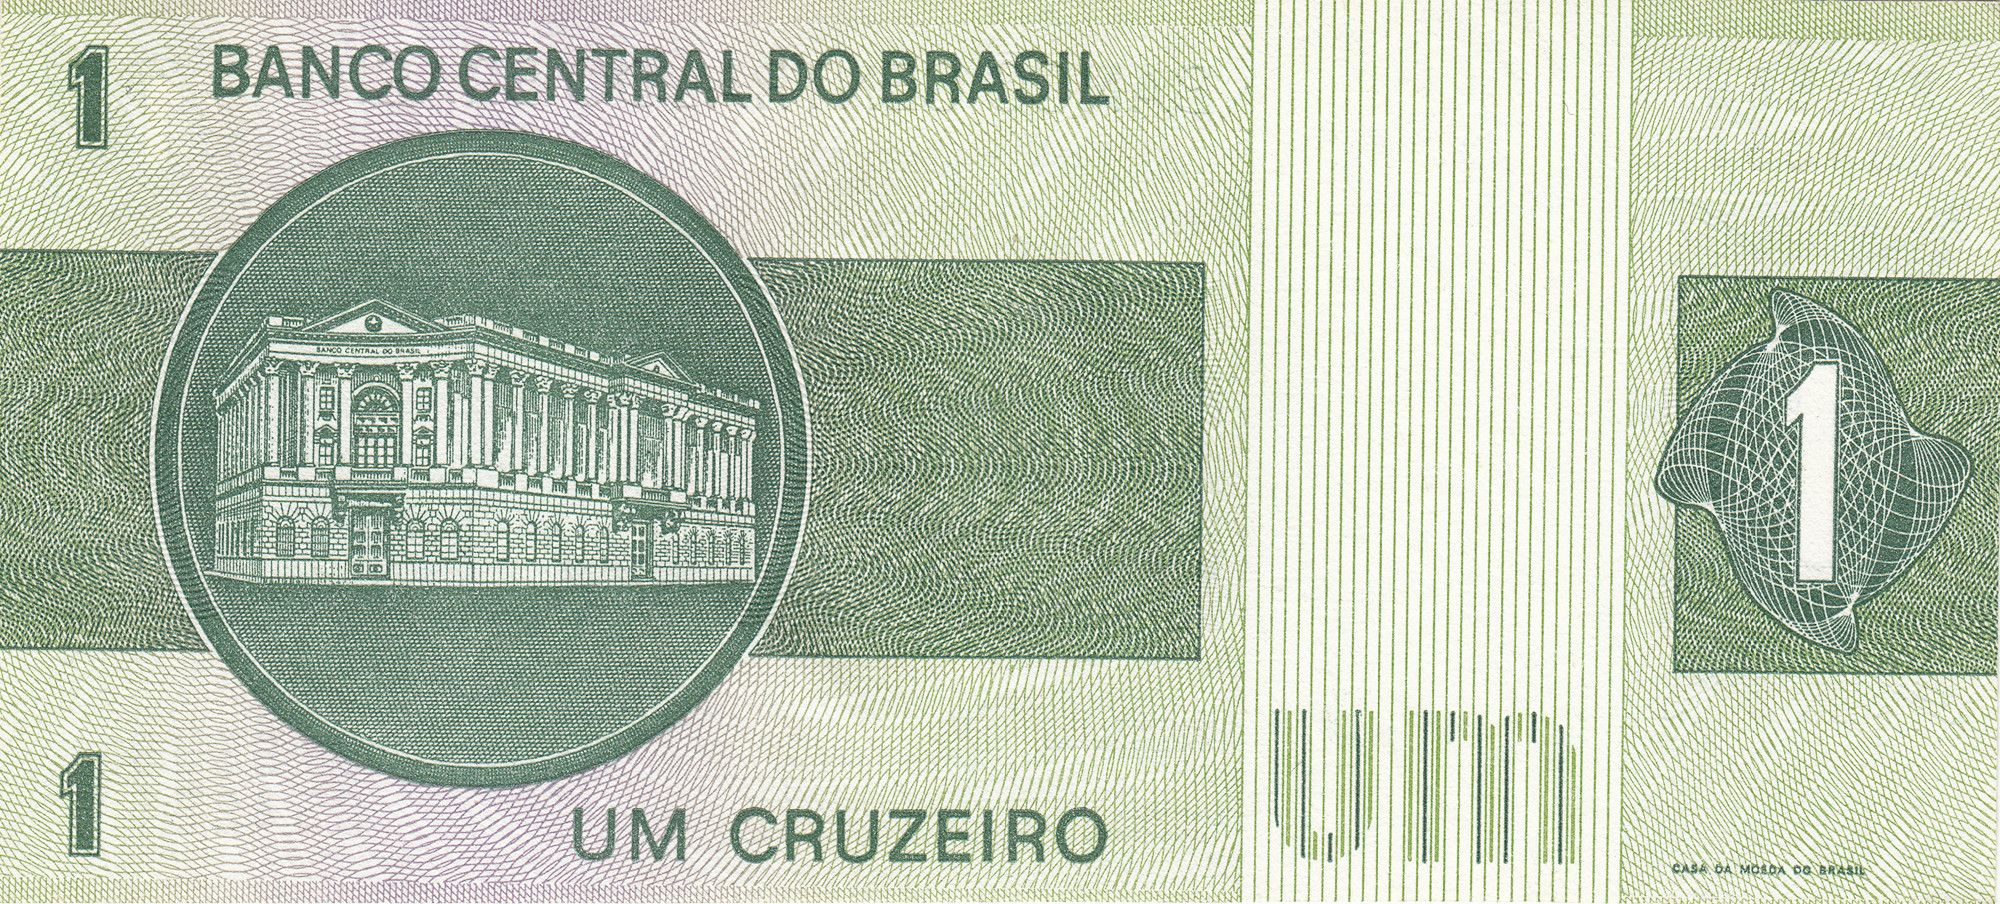 1
BANCO CENTRAL DO BRASIL
BANCO CENTRAL DO BRASIL
1
1
UM CRUZEIRO
um
CASA DA MOEDA DO BRASIL